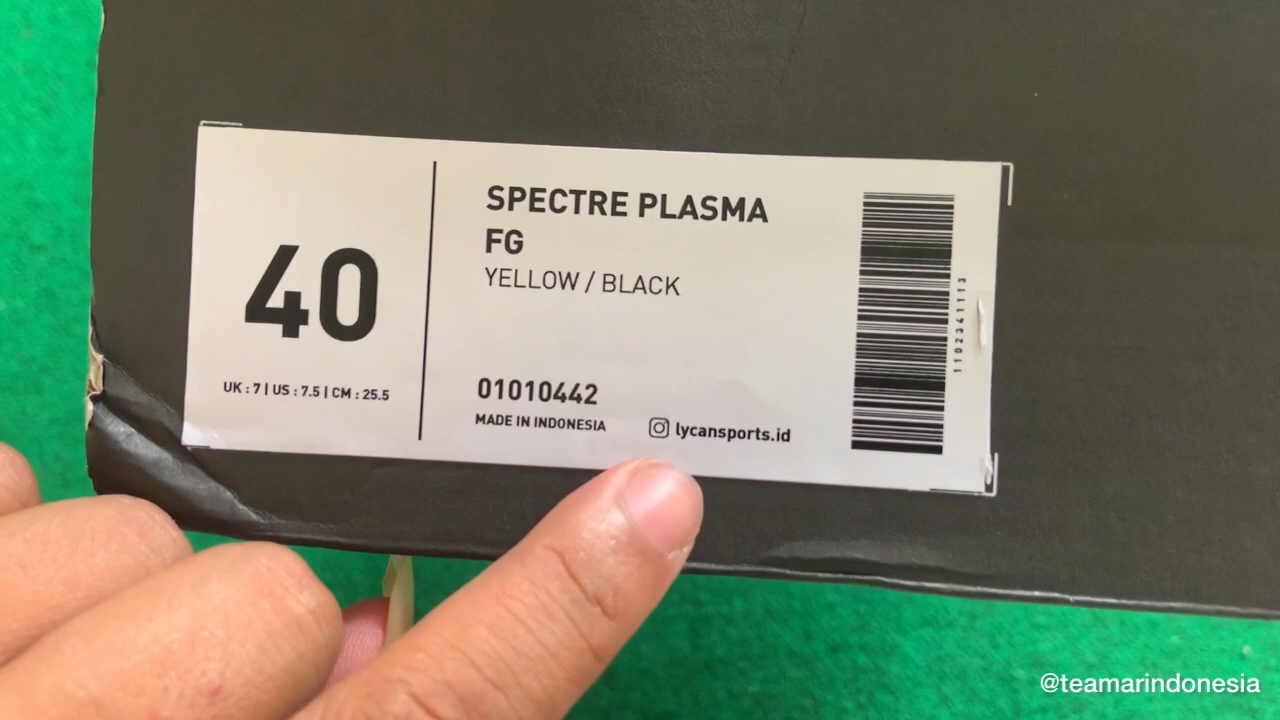 40
UK : 7 | US : 7.5 | CM : 25.5
SPECTRE PLASMA
FG
YELLOW / BLACK
01010442
MADE IN INDONESIA
lycansports.id
1102341113
@teamarindonesia